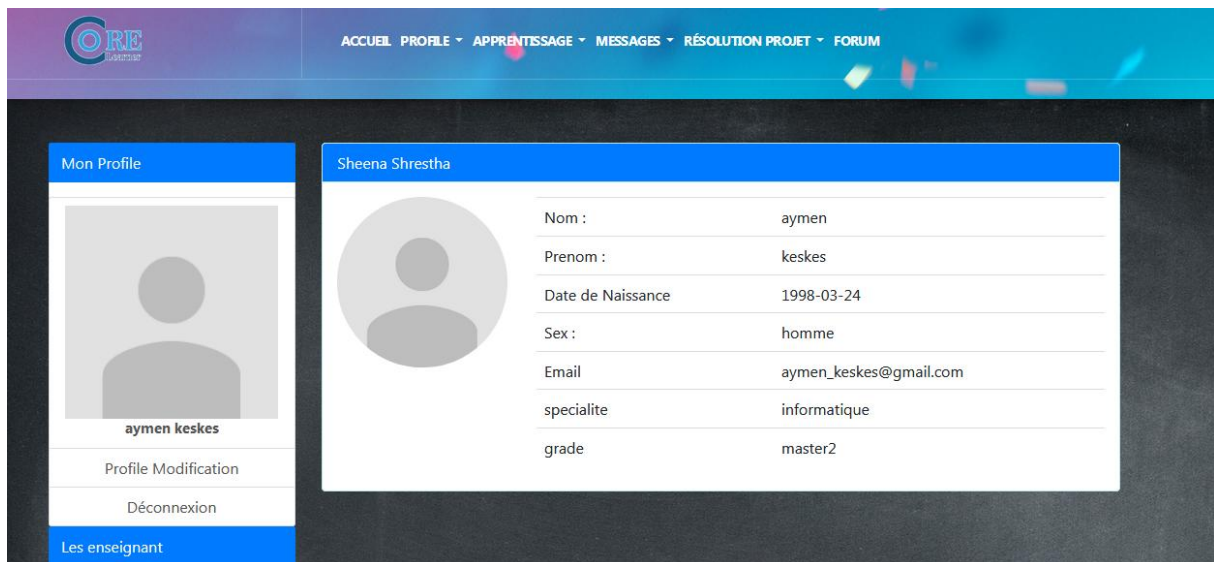 CORE
Learner
ACCUEIL PROFILE APPRENTISSAGE MESSAGES RÉSOLUTION PROJET FORUM
Mon Profile
aymen keskes
Profile Modification
Déconnexion
Les enseignant
Sheena Shrestha
Nom : aymen
Prenom : keskes
Date de Naissance 1998-03-24
Sex : homme
Email aymen_keskes@gmail.com
specialite informatique
grade master2